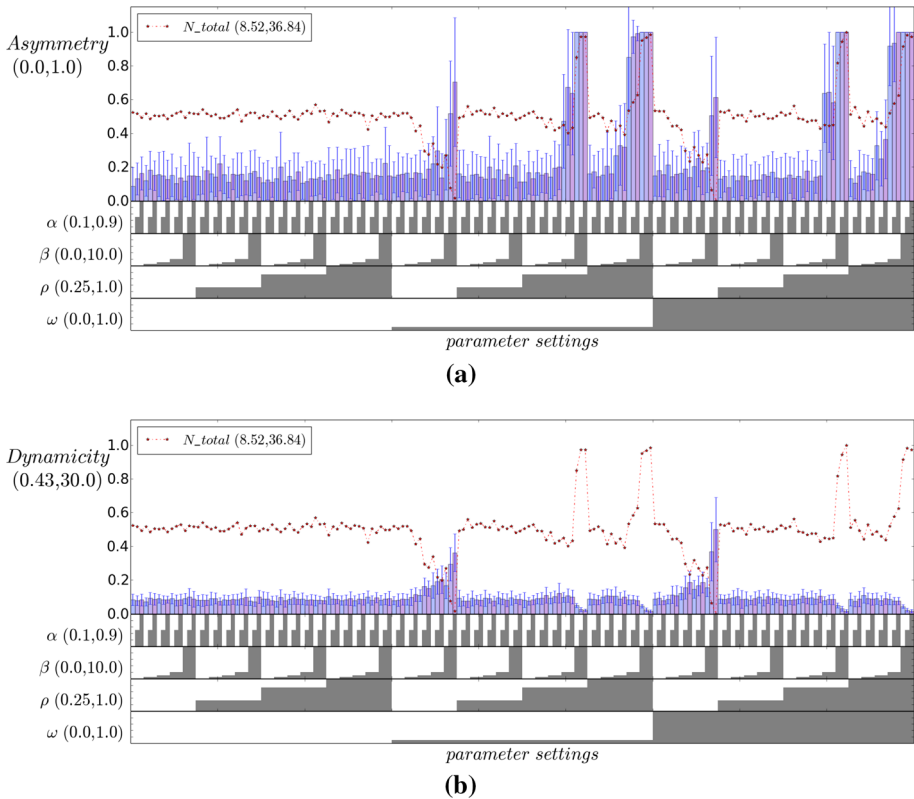 Asymmetry
(0.0,1.0)
N_total (8.52,36.84)
1.0
0.8
0.6
0.4
0.2
0.0
α (0.1,0.9)
β (0.0,10.0)
ρ (0.25,1.0)
ω (0.0,1.0)
parameter settings
(a)
Dynamicity
(0.43,30.0)
N_total (8.52,36.84)
1.0
0.8
0.6
0.4
0.2
0.0
α (0.1,0.9)
β (0.0,10.0)
ρ (0.25,1.0)
ω (0.0,1.0)
parameter settings
(b)